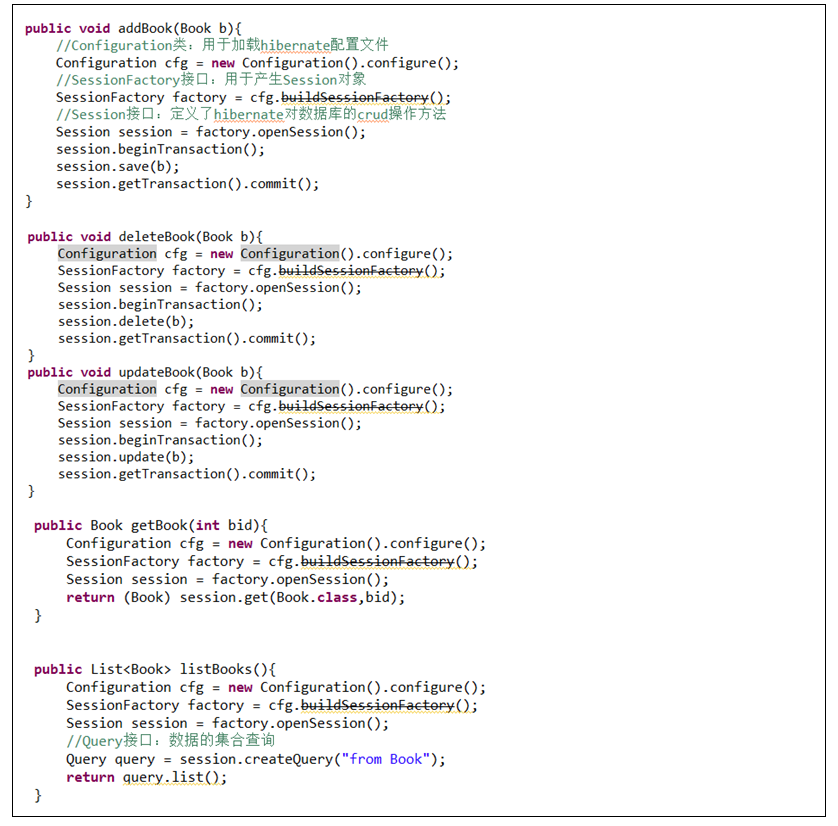 public void addBook(Book b){
//Configuration类：用于加载hibernate配置文件
Configuration cfg = new Configuration().configure();
//SessionFactory接口：用于产生Session对象
SessionFactory factory = cfg.buildSessionFactory();
//Session接口：定义了hibernate对数据库的crud操作方法
Session session = factory.openSession();
session.beginTransaction();
session.save(b);
session.getTransaction().commit();
}
public void deleteBook(Book b){
Configuration cfg = new Configuration().configure();
SessionFactory factory = cfg.buildSessionFactory();
Session session = factory.openSession();
session.beginTransaction();
session.delete(b);
session.getTransaction().commit();
}
public void updateBook(Book b){
Configuration cfg = new Configuration().configure();
SessionFactory factory = cfg.buildSessionFactory();
Session session = factory.openSession();
session.beginTransaction();
session.update(b);
session.getTransaction().commit();
}
public Book getBook(int bid){
Configuration cfg = new Configuration().configure();
SessionFactory factory = cfg.buildSessionFactory();
Session session = factory.openSession();
return (Book) session.get(Book.class,bid);
}
public List<Book> listBooks(){
Configuration cfg = new Configuration().configure();
SessionFactory factory = cfg.buildSessionFactory();
Session session = factory.openSession();
//Query接口：数据的集合查询
Query query = session.createQuery("from Book");
return query.list();
}